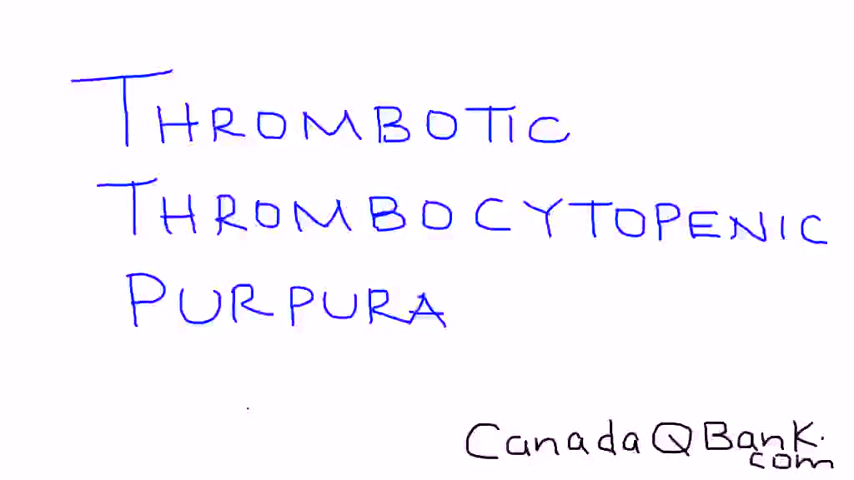 THROMBOTIC
THROMBOCYTOPENIC
PURPURA
CanadaQBank.
com